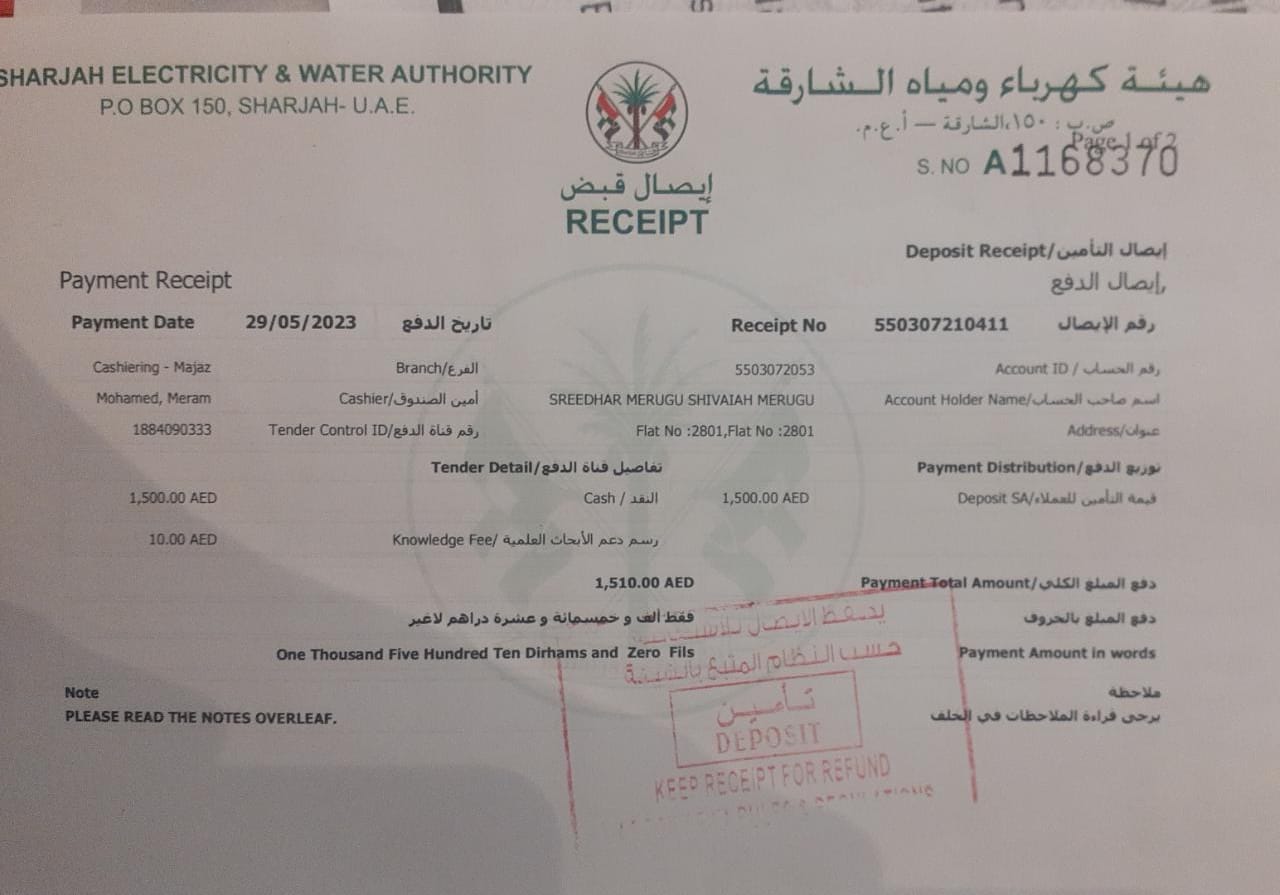 SHARJAH ELECTRICITY & WATER AUTHORITY
P.O BOX 150, SHARJAH- U.A.E.
هيئة كهرباء ومياه الشارقة
ص.ب : ١٥٠،الشارقة — أ.ع.م.
Page 1 of 2
S. NO A1168370
إيصال قبض
RECEIPT
Deposit Receipt/إيصال التأمين
Payment Receipt إيصال الدفع,
Payment Date 29/05/2023 تاريخ الدفع Receipt No 550307210411 رقم الإيصال
Cashiering - Majaz Branch/الفرع 5503072053 Account ID / رقم الحساب
Mohamed, Meram Cashier/أمين الصندوق SREEDHAR MERUGU SHIVAIAH MERUGU Account Holder Name/اسم صاحب الحساب
1884090333 Tender Control ID/رقم قناة الدفع Flat No :2801,Flat No :2801 Address/عنوان
Tender Detail/تفاصيل قناة الدفع Payment Distribution/توزيع الدفع
1,500.00 AED Cash / النقد 1,500.00 AED Deposit SA/قيمة التأمين للعملاء
10.00 AED Knowledge Fee/ رسم دعم الأبحاث العلمية
1,510.00 AED Payment Total Amount/دفع المبلغ الكلي
فقط ألف و خمسمائة و عشرة دراهم لاغير دفع المبلغ بالحروف
One Thousand Five Hundred Ten Dirhams and Zero Fils Payment Amount in words
Note ملاحظة
PLEASE READ THE NOTES OVERLEAF. يرجى قراءة الملاحظات في الخلف
يحفظ الايصال
حسب النظام المتبع
تأمين
DEPOSIT
KEEP RECEIPT FOR REFUND